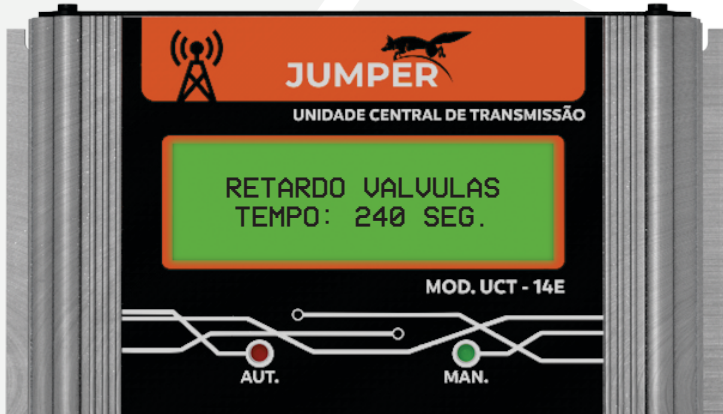 JUMPER
UNIDADE CENTRAL DE TRANSMISSÃO
RETARDO VALVULAS
TEMPO: 240 SEG.
MOD. UCT - 14E
AUT.
MAN.